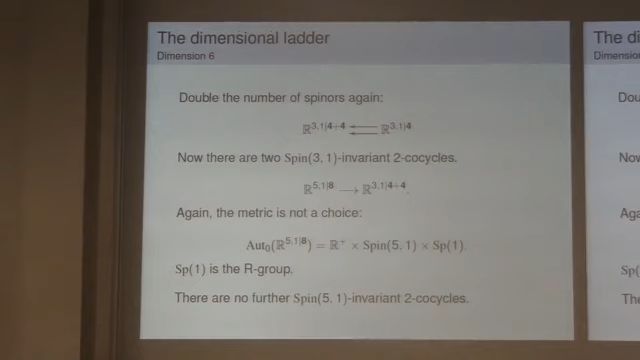 The dimensional ladder
Dimension 6
Double the number of spinors again:
ℝ^{3,1|4+4} ⇇ ℝ^{3,1|4}
Now there are two Spin(3, 1)-invariant 2-cocycles.
ℝ^{5,1|8} ⟶ ℝ^{3,1|4+4}.
Again, the metric is not a choice:
Aut₀(ℝ^{5,1|8}) = ℝ⁺ × Spin(5, 1) × Sp(1).
Sp(1) is the R-group.
There are no further Spin(5, 1)-invariant 2-cocycles.
The di
Dimension
Dou
Now
Aga
Sp(
The